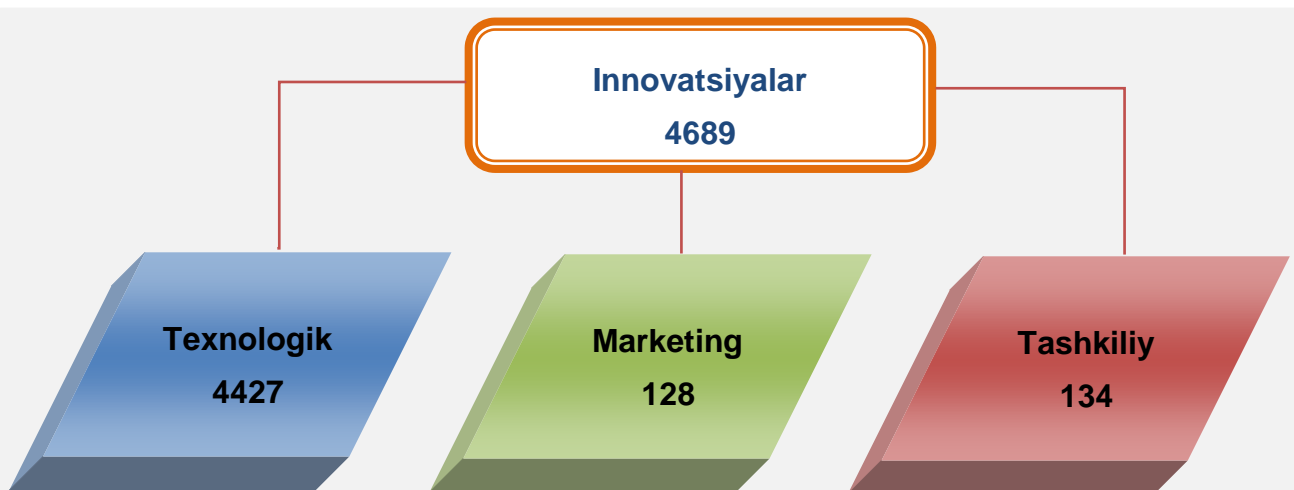 Innovatsiyalar
4689
Texnologik
4427
Marketing
128
Tashkiliy
134